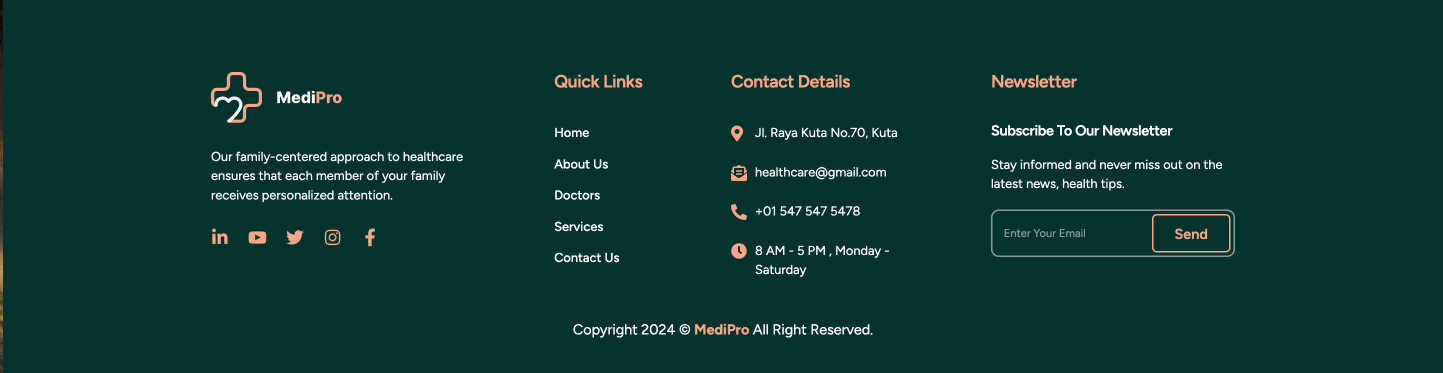 MediPro
Our family-centered approach to healthcare
ensures that each member of your family
receives personalized attention.
Quick Links
Home
About Us
Doctors
Services
Contact Us
Contact Details
Jl. Raya Kuta No.70, Kuta
healthcare@gmail.com
+01 547 547 5478
8 AM - 5 PM , Monday -
Saturday
Newsletter
Subscribe To Our Newsletter
Stay informed and never miss out on the
latest news, health tips.
Enter Your Email
Send
Copyright 2024 © MediPro All Right Reserved.